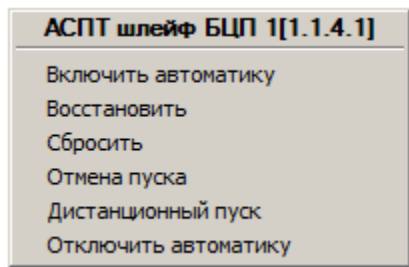 АСПТ шлейф БЦП 1[1.1.4.1]
Включить автоматику
Восстановить
Сбросить
Отмена пуска
Дистанционный пуск
Отключить автоматику